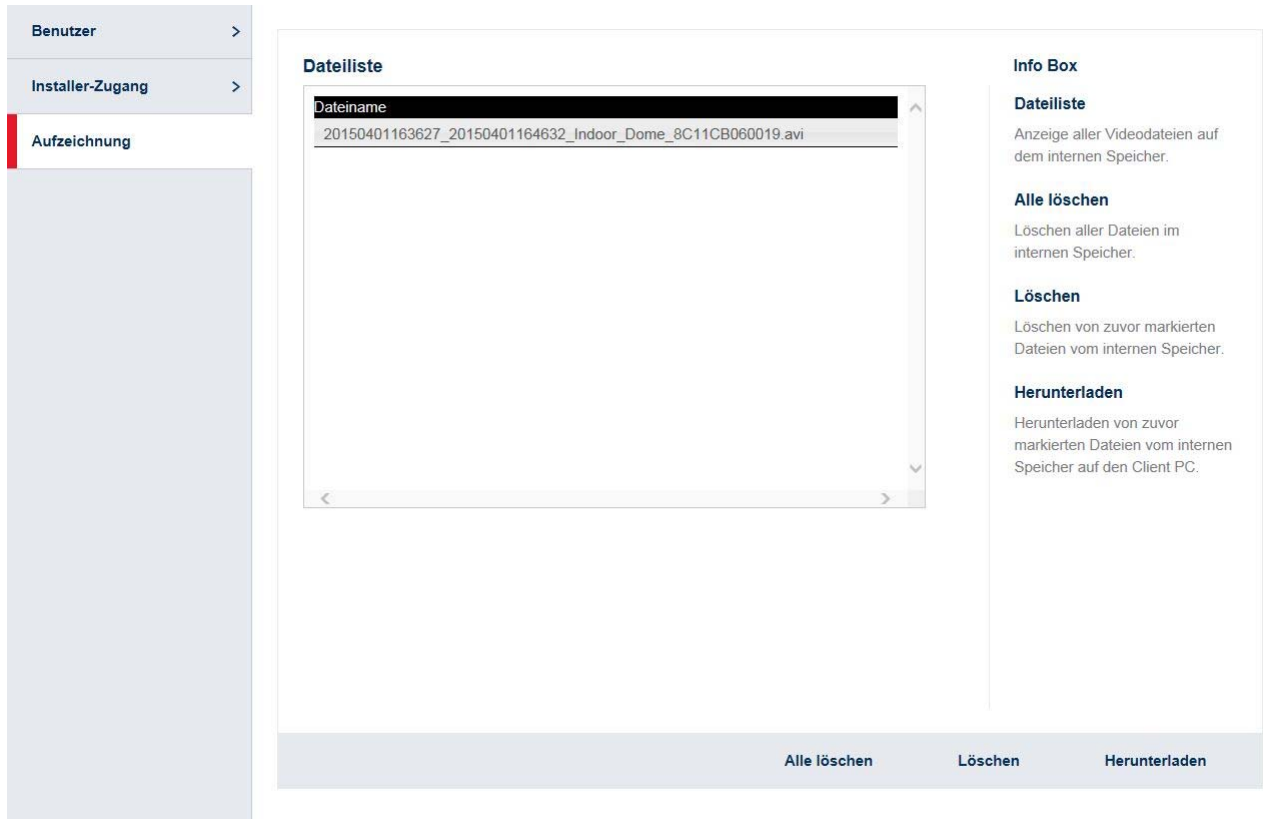 Benutzer >
Installer-Zugang >
Aufzeichnung
Dateiliste
Dateiname
20150401163627_20150401164632_Indoor_Dome_8C11CB060019.avi
Info Box
Dateiliste
Anzeige aller Videodateien auf
dem internen Speicher.
Alle löschen
Löschen aller Dateien im
internen Speicher.
Löschen
Löschen von zuvor markierten
Dateien vom internen Speicher.
Herunterladen
Herunterladen von zuvor
markierten Dateien vom internen
Speicher auf den Client PC.
Alle löschen Löschen Herunterladen